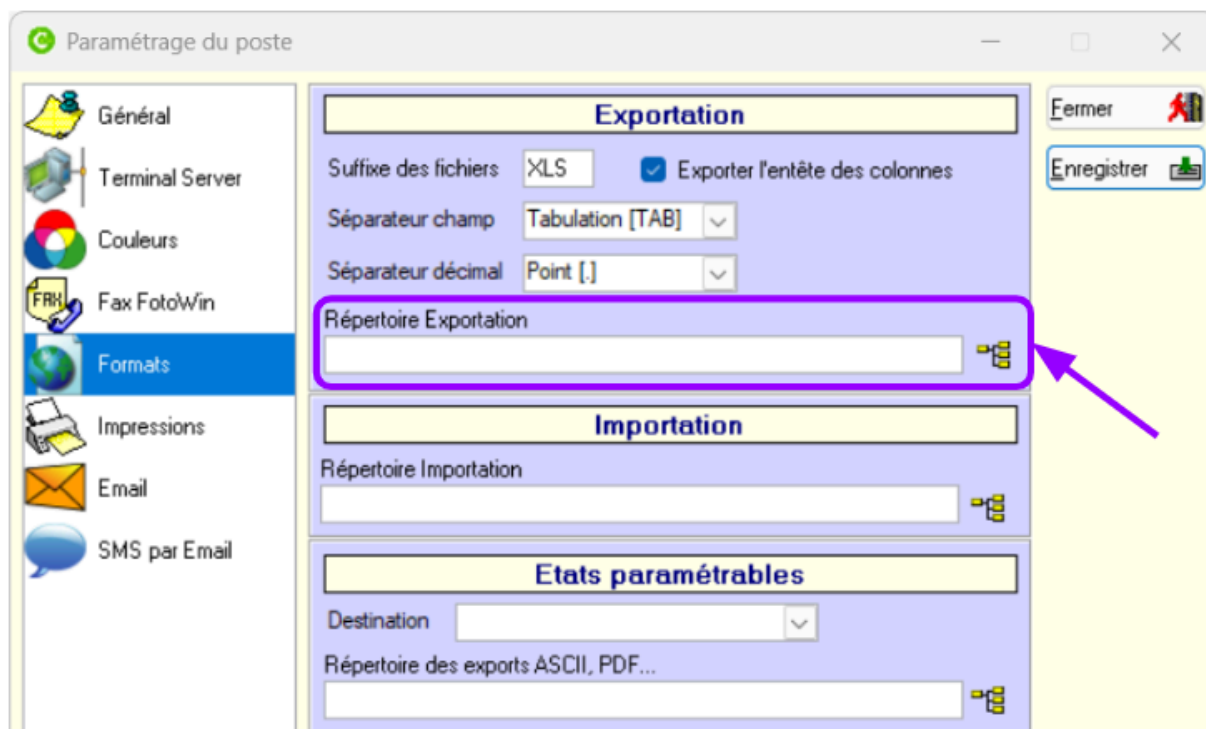 Paramétrage du poste
Général
Terminal Server
Couleurs
FAX
Fax FotoWin
Formats
Impressions
Email
SMS par Email
Exportation
Suffixe des fichiers XLS Exporter l'entête des colonnes
Séparateur champ Tabulation [TAB]
Séparateur décimal Point [.]
Répertoire Exportation
Importation
Répertoire Importation
Etats paramétrables
Destination
Répertoire des exports ASCII, PDF...
Fermer
Enregistrer